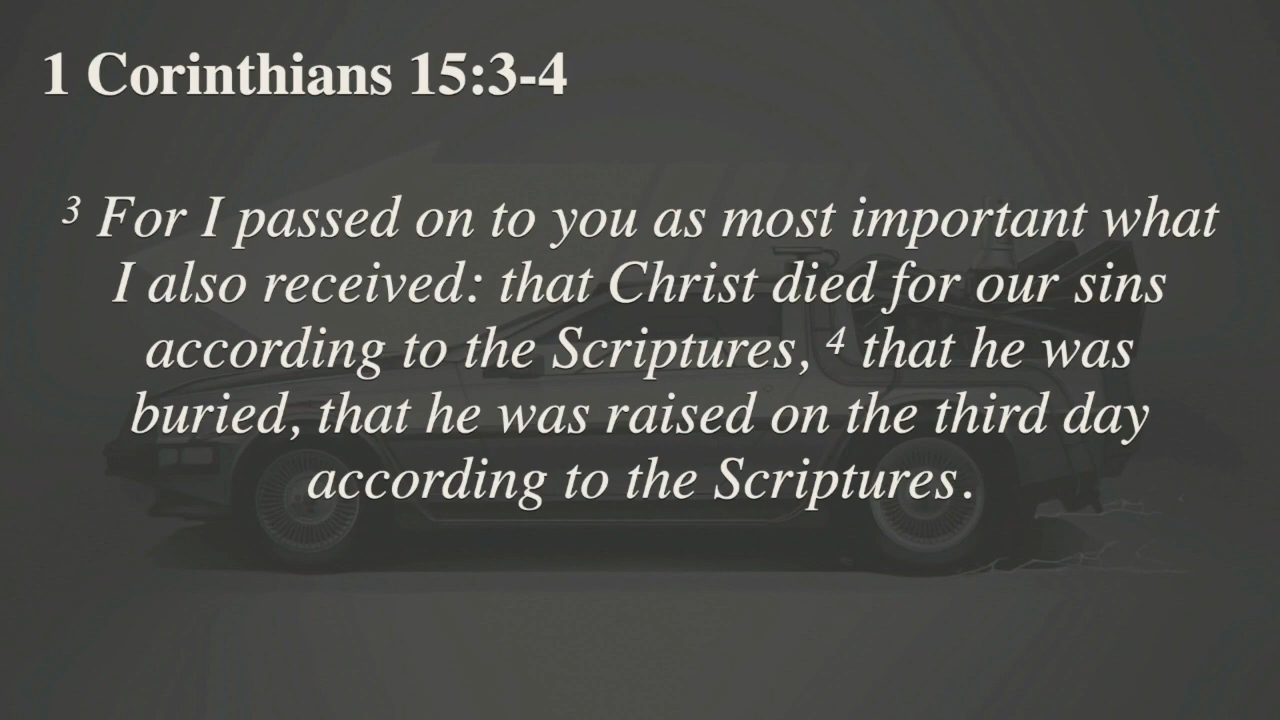 1 Corinthians 15:3-4
³ For I passed on to you as most important what
I also received: that Christ died for our sins
according to the Scriptures, ⁴ that he was
buried, that he was raised on the third day
according to the Scriptures.